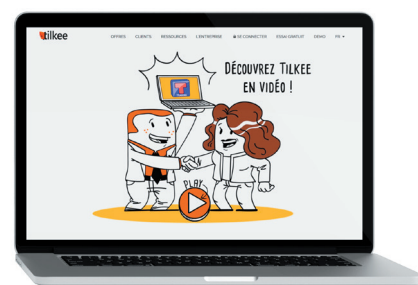 tilkee
OFFRES CLIENTS RESSOURCES L'ENTREPRISE SE CONNECTER ESSAI GRATUIT DEMO FR
DÉCOUVREZ TILKEE
EN VIDÉO !
T
PLAY